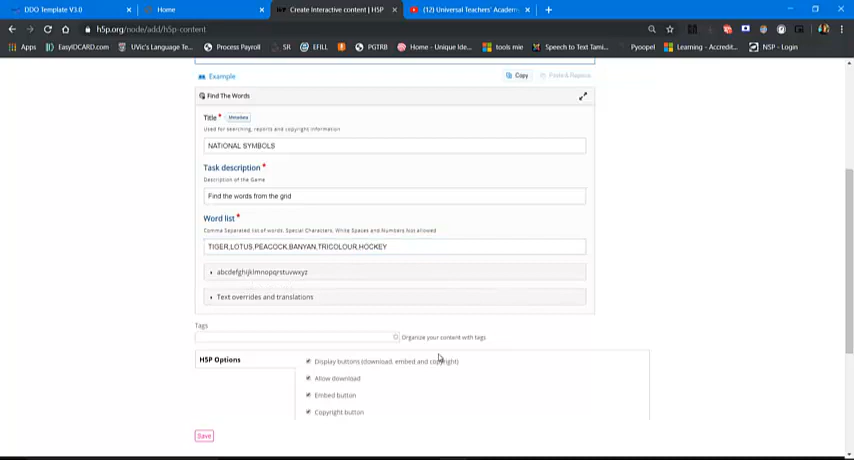 DDO Template V3.0
Home
Create Interactive content | H5P
(12) Universal Teachers' Academ
h5p.org/node/add/h5p-content
Apps
EasyIDCARD.com
UVic's Language Te...
Process Payroll
SR
EFILL
PGTRB
Home - Unique Ide...
tools mie
Speech to Text Tami...
Pyoopel
Learning - Accredit...
NSP - Login
Example
Copy
Paste & Replace
Find The Words
Title * Metadata
Used for searching, reports and copyright information
NATIONAL SYMBOLS
Task description *
Description of the Game
Find the words from the grid
Word list *
Comma Separated list of words. Special Characters, White Spaces and Numbers Not allowed
TIGER,LOTUS,PEACOCK,BANYAN,TRICOLOUR,HOCKEY
abcdefghijklmnopqrstuvwxyz
Text overrides and translations
Tags
Organize your content with tags
H5P Options
Display buttons (download, embed and copyright)
Allow download
Embed button
Copyright button
Save